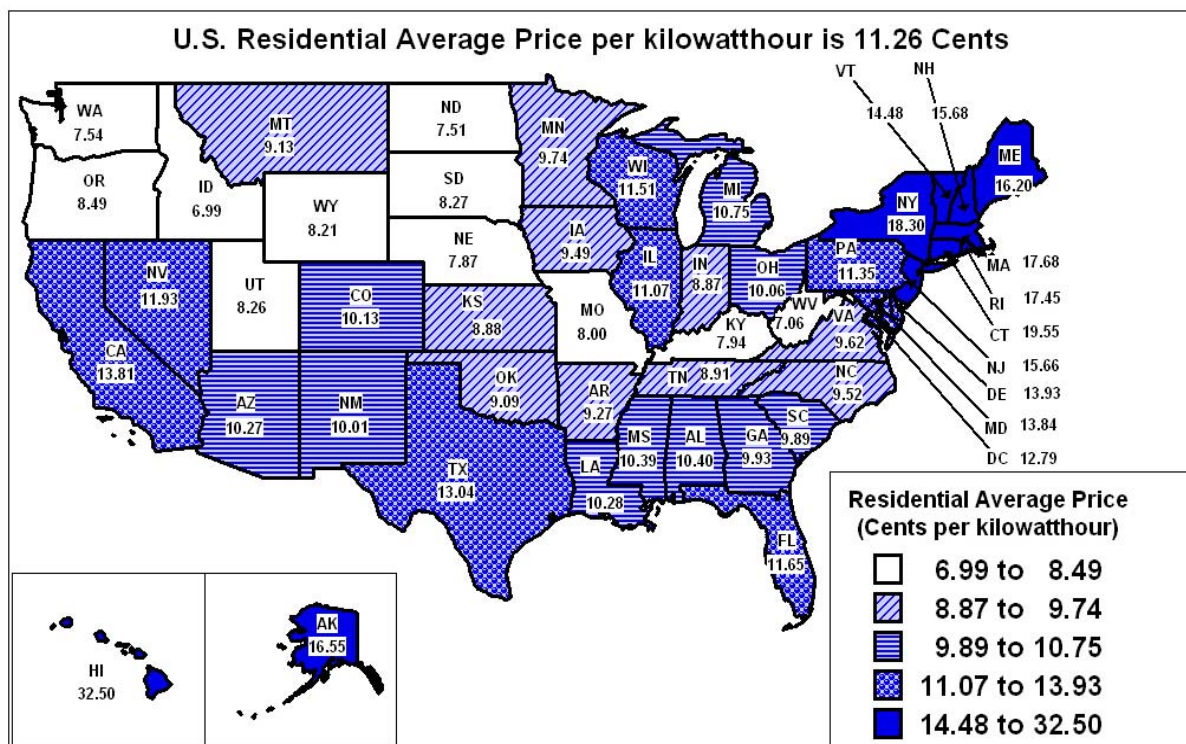 U.S. Residential Average Price per kilowatthour is 11.26 Cents
VT
14.48
NH
15.68
WA
7.54
MT
9.13
ND
7.51
MN
9.74
WI
11.51
MI
10.75
ME
16.20
OR
8.49
ID
6.99
WY
8.21
SD
8.27
IA
9.49
NY
18.30
NE
7.87
NV
11.93
UT
8.26
CO
10.13
KS
8.88
MO
8.00
IL
11.07
IN
8.87
OH
10.06
PA
11.35
WV
7.06
VA
9.62
KY
7.94
MA 17.68
RI 17.45
CT 19.55
NJ 15.66
DE 13.93
MD 13.84
DC 12.79
CA
13.81
AZ
10.27
NM
10.01
OK
9.09
AR
9.27
TN 8.91
NC
9.52
SC
9.89
MS
10.39
AL
10.40
GA
9.93
TX
13.04
LA
10.28
FL
11.65
HI
32.50
AK
16.55
Residential Average Price
(Cents per kilowatthour)
6.99 to 8.49
8.87 to 9.74
9.89 to 10.75
11.07 to 13.93
14.48 to 32.50